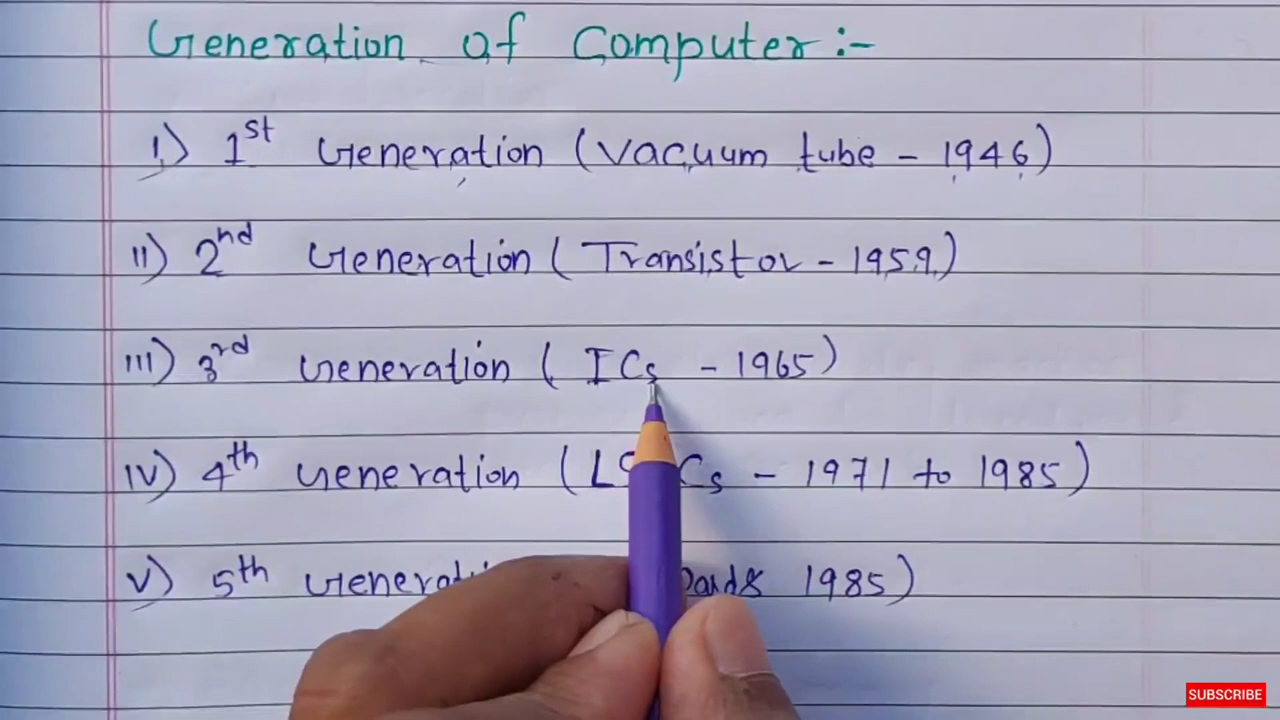 Generation of Computer:-
I) 1st Generation (Vacuum tube - 1946)
II) 2nd Generation (Transistor - 1959)
III) 3rd Generation ( ICs - 1965)
IV) 4th Generation ( - 1971 to 1985)
V) 5th 1985)
SUBSCRIBE